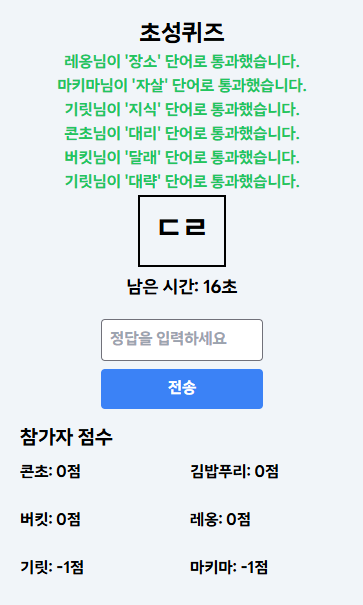 초성퀴즈
레옹님이 '장소' 단어로 통과했습니다.
마키마님이 '자살' 단어로 통과했습니다.
기릿님이 '지식' 단어로 통과했습니다.
콘초님이 '대리' 단어로 통과했습니다.
버킷님이 '달래' 단어로 통과했습니다.
기릿님이 '대략' 단어로 통과했습니다.
ㄷㄹ
남은 시간: 16초
정답을 입력하세요
전송
참가자 점수
콘초: 0점 김밥푸리: 0점
버킷: 0점 레옹: 0점
기릿: -1점 마키마: -1점